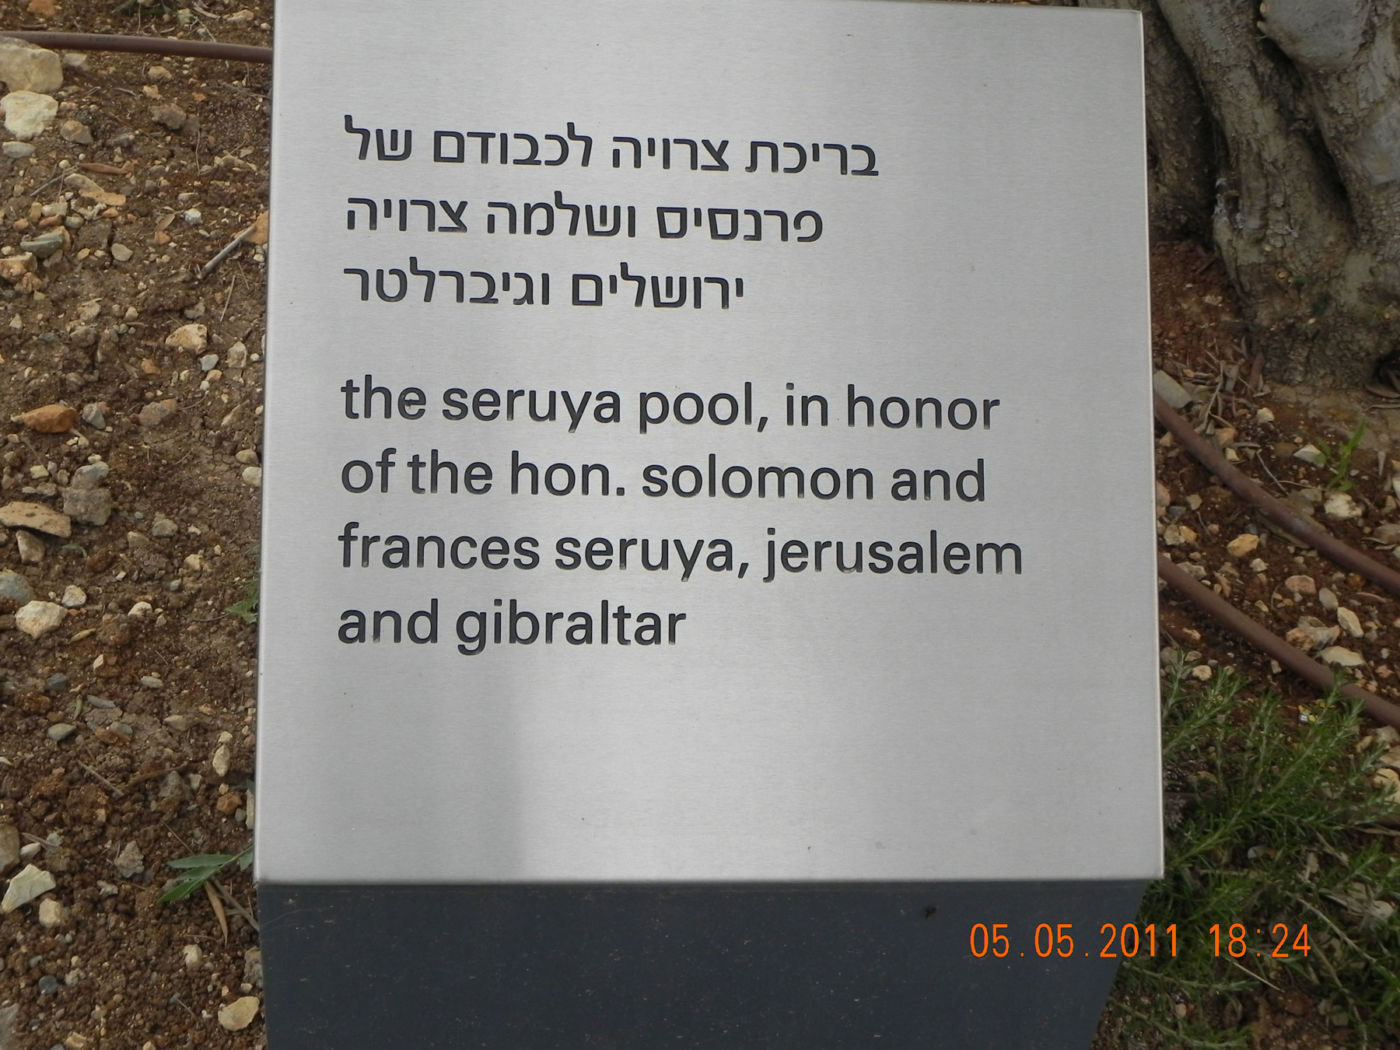 בריכת צרויה לכבודם של
פרנסיס ושלמה צרויה
ירושלים וגיברלטר
the seruya pool, in honor
of the hon. solomon and
frances seruya, jerusalem
and gibraltar
05.05.2011 18:24